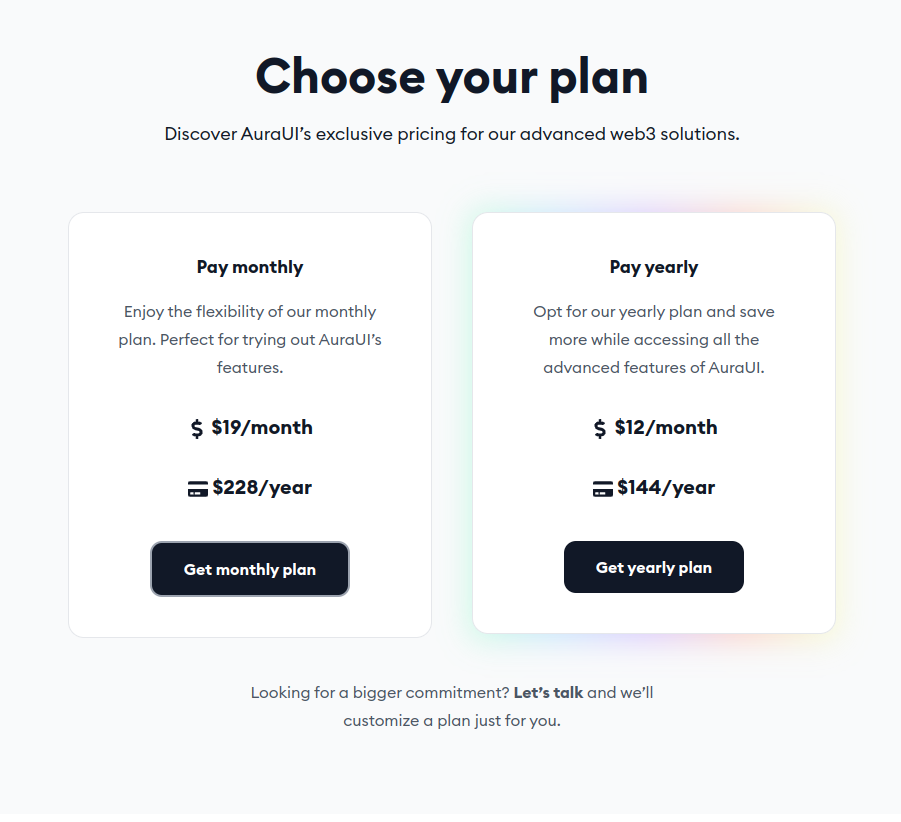 Choose your plan
Discover AuraUI’s exclusive pricing for our advanced web3 solutions.
Pay monthly
Enjoy the flexibility of our monthly
plan. Perfect for trying out AuraUI’s
features.
$ $19/month
$228/year
Get monthly plan
Pay yearly
Opt for our yearly plan and save
more while accessing all the
advanced features of AuraUI.
$ $12/month
$144/year
Get yearly plan
Looking for a bigger commitment? Let’s talk and we’ll
customize a plan just for you.